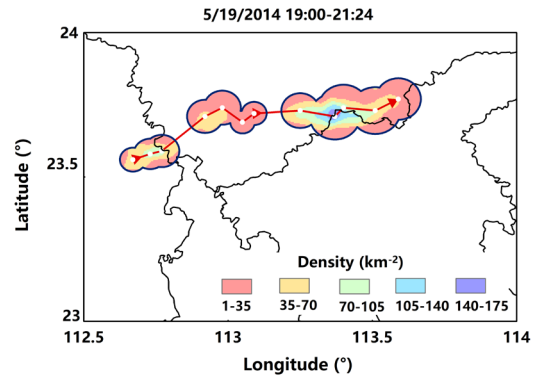 5/19/2014 19:00-21:24
24
23.5
23
Latitude (°)
Density (km-2)
1-35 35-70 70-105 105-140 140-175
112.5 113 113.5 114
Longitude (°)